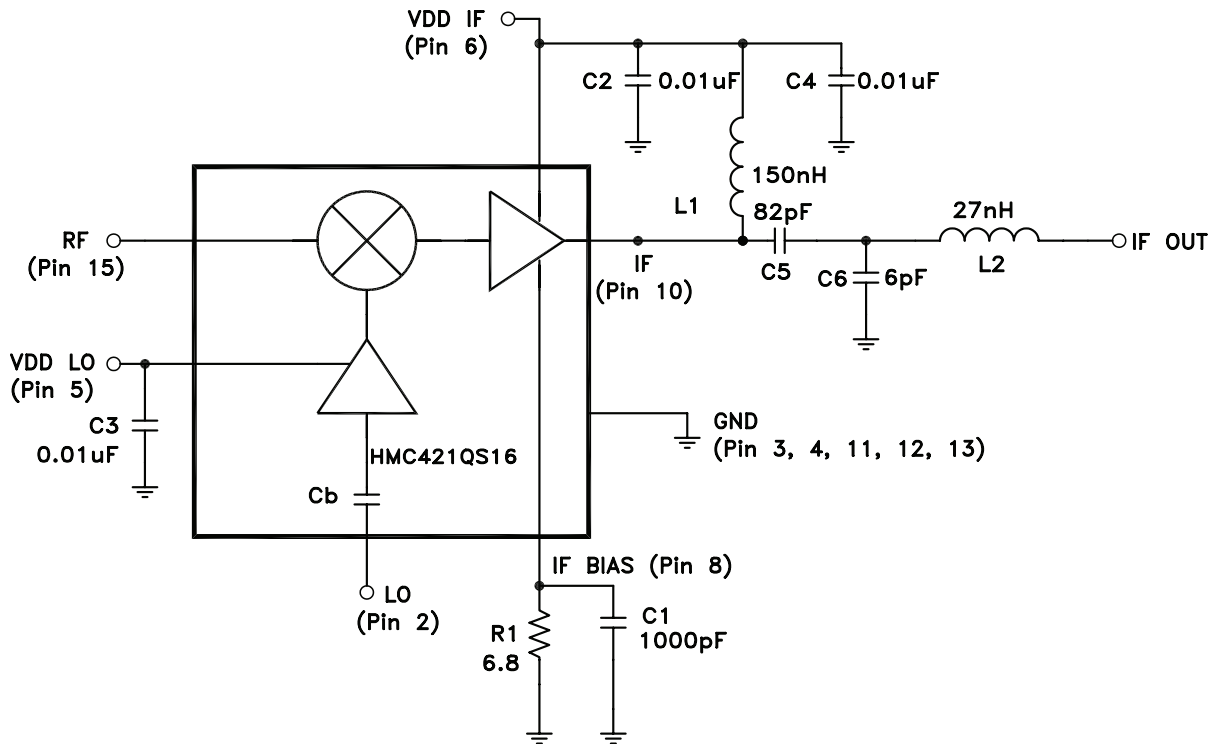 VDD IF
(Pin 6)
C2
0.01uF
C4
0.01uF
150nH
L1
82pF
27nH
RF
(Pin 15)
IF
(Pin 10)
C5
C6
6pF
L2
IF OUT
VDD LO
(Pin 5)
C3
0.01uF
GND
(Pin 3, 4, 11, 12, 13)
HMC421QS16
Cb
IF BIAS (Pin 8)
LO
(Pin 2)
R1
6.8
C1
1000pF